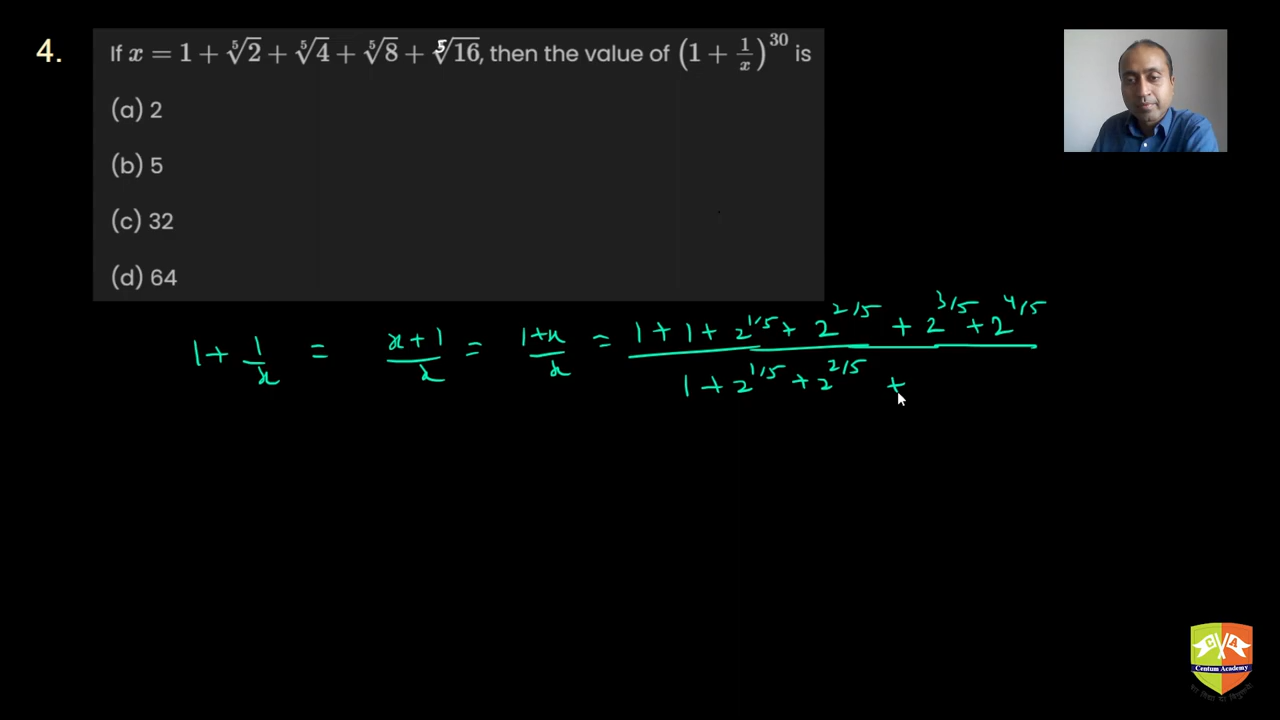 4. If x = 1 + ⁵√2 + ⁵√4 + ⁵√8 + ⁵√16, then the value of (1 + 1/x)^30 is
(a) 2
(b) 5
(c) 32
(d) 64
1 + 1/x = (x + 1)/x = (1 + x)/x = (1 + 1 + 2^1/5 + 2^2/5 + 2^3/5 + 2^4/5)/(1 + 2^1/5 + 2^2/5 +
C A
Centum Academy